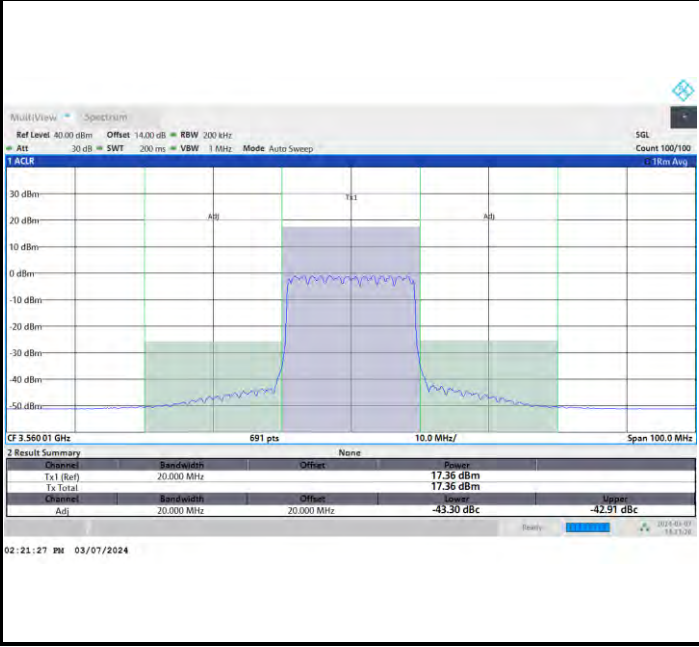 MultiView Spectrum
Ref Level 40.00 dBm Offset 14.00 dB RBW 200 kHz SGL
Att 30 dB SWT 200 ms VBW 1 MHz Mode Auto Sweep Count 100/100
1 ACLR 1Rm Avg
30 dBm
Tx1
20 dBm
Adj Adj
10 dBm
0 dBm
-10 dBm
-20 dBm
-30 dBm
-40 dBm
-50 dBm
CF 3.56001 GHz 691 pts 10.0 MHz/ Span 100.0 MHz
2 Result Summary None
Channel Bandwidth Offset Power
Tx1 (Ref) 20.000 MHz 17.36 dBm
Tx Total 17.36 dBm
Channel Bandwidth Offset Lower Upper
Adj 20.000 MHz 20.000 MHz -43.30 dBc -42.91 dBc
Ready
02:21:27 PM 03/07/2024